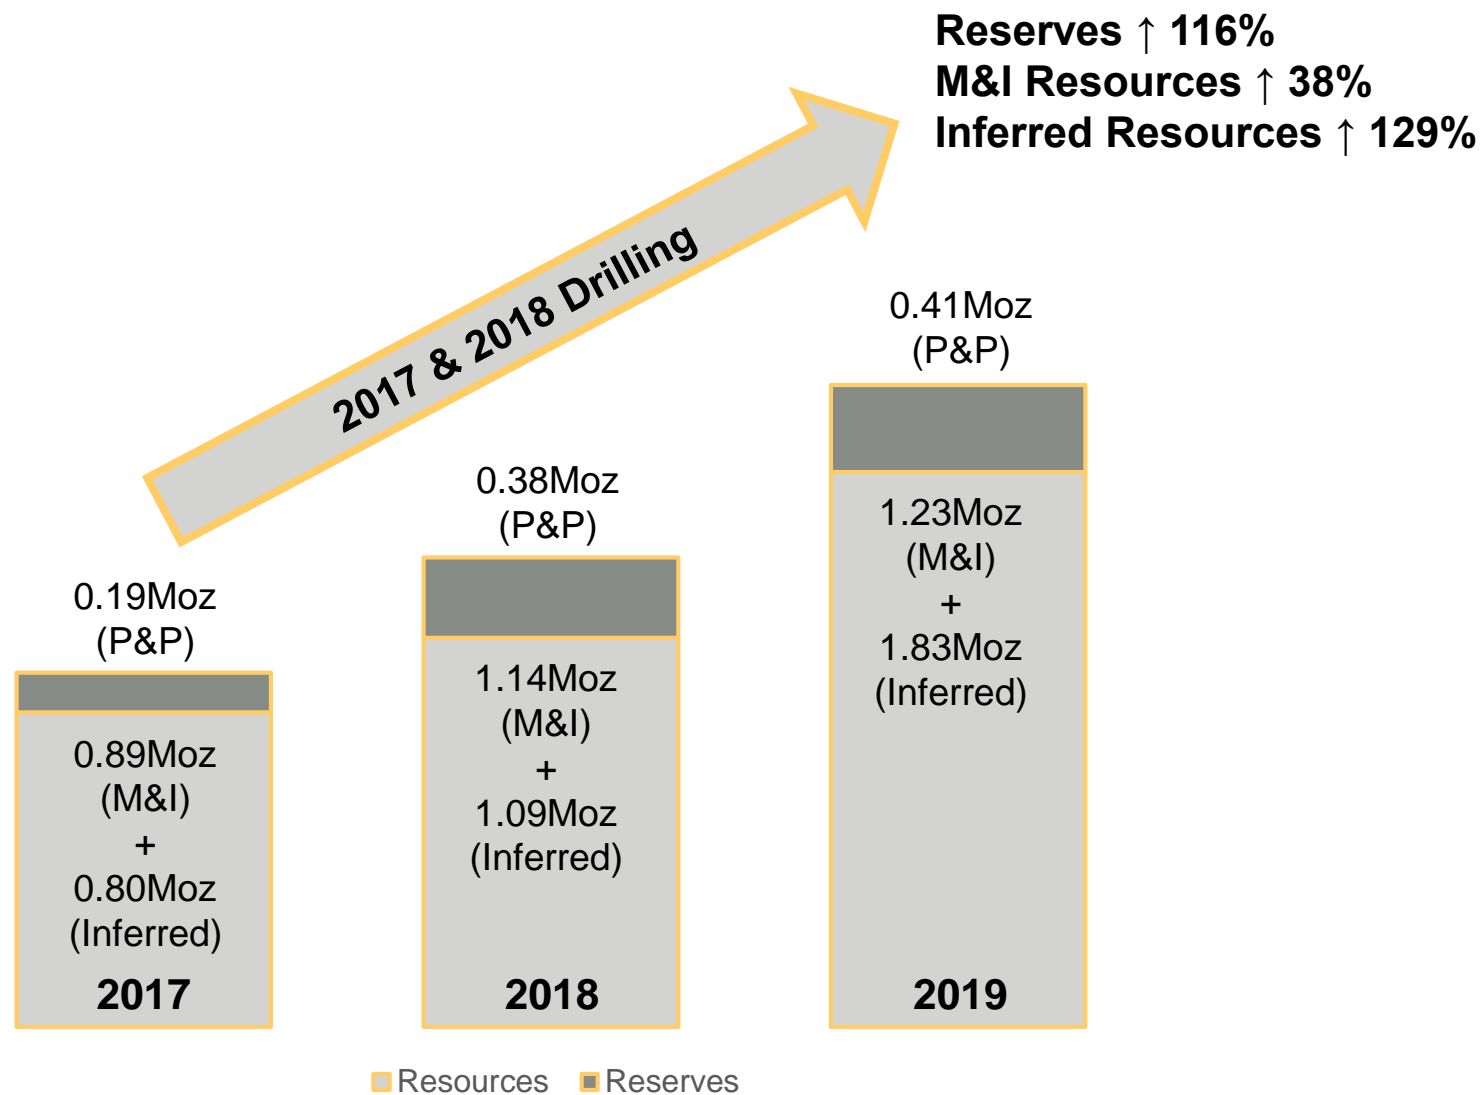 Reserves ↑ 116%
M&I Resources ↑ 38%
Inferred Resources ↑ 129%
2017 & 2018 Drilling
0.19Moz
(P&P)
0.89Moz
(M&I)
+
0.80Moz
(Inferred)
2017
0.38Moz
(P&P)
1.14Moz
(M&I)
+
1.09Moz
(Inferred)
2018
0.41Moz
(P&P)
1.23Moz
(M&I)
+
1.83Moz
(Inferred)
2019
Resources
Reserves